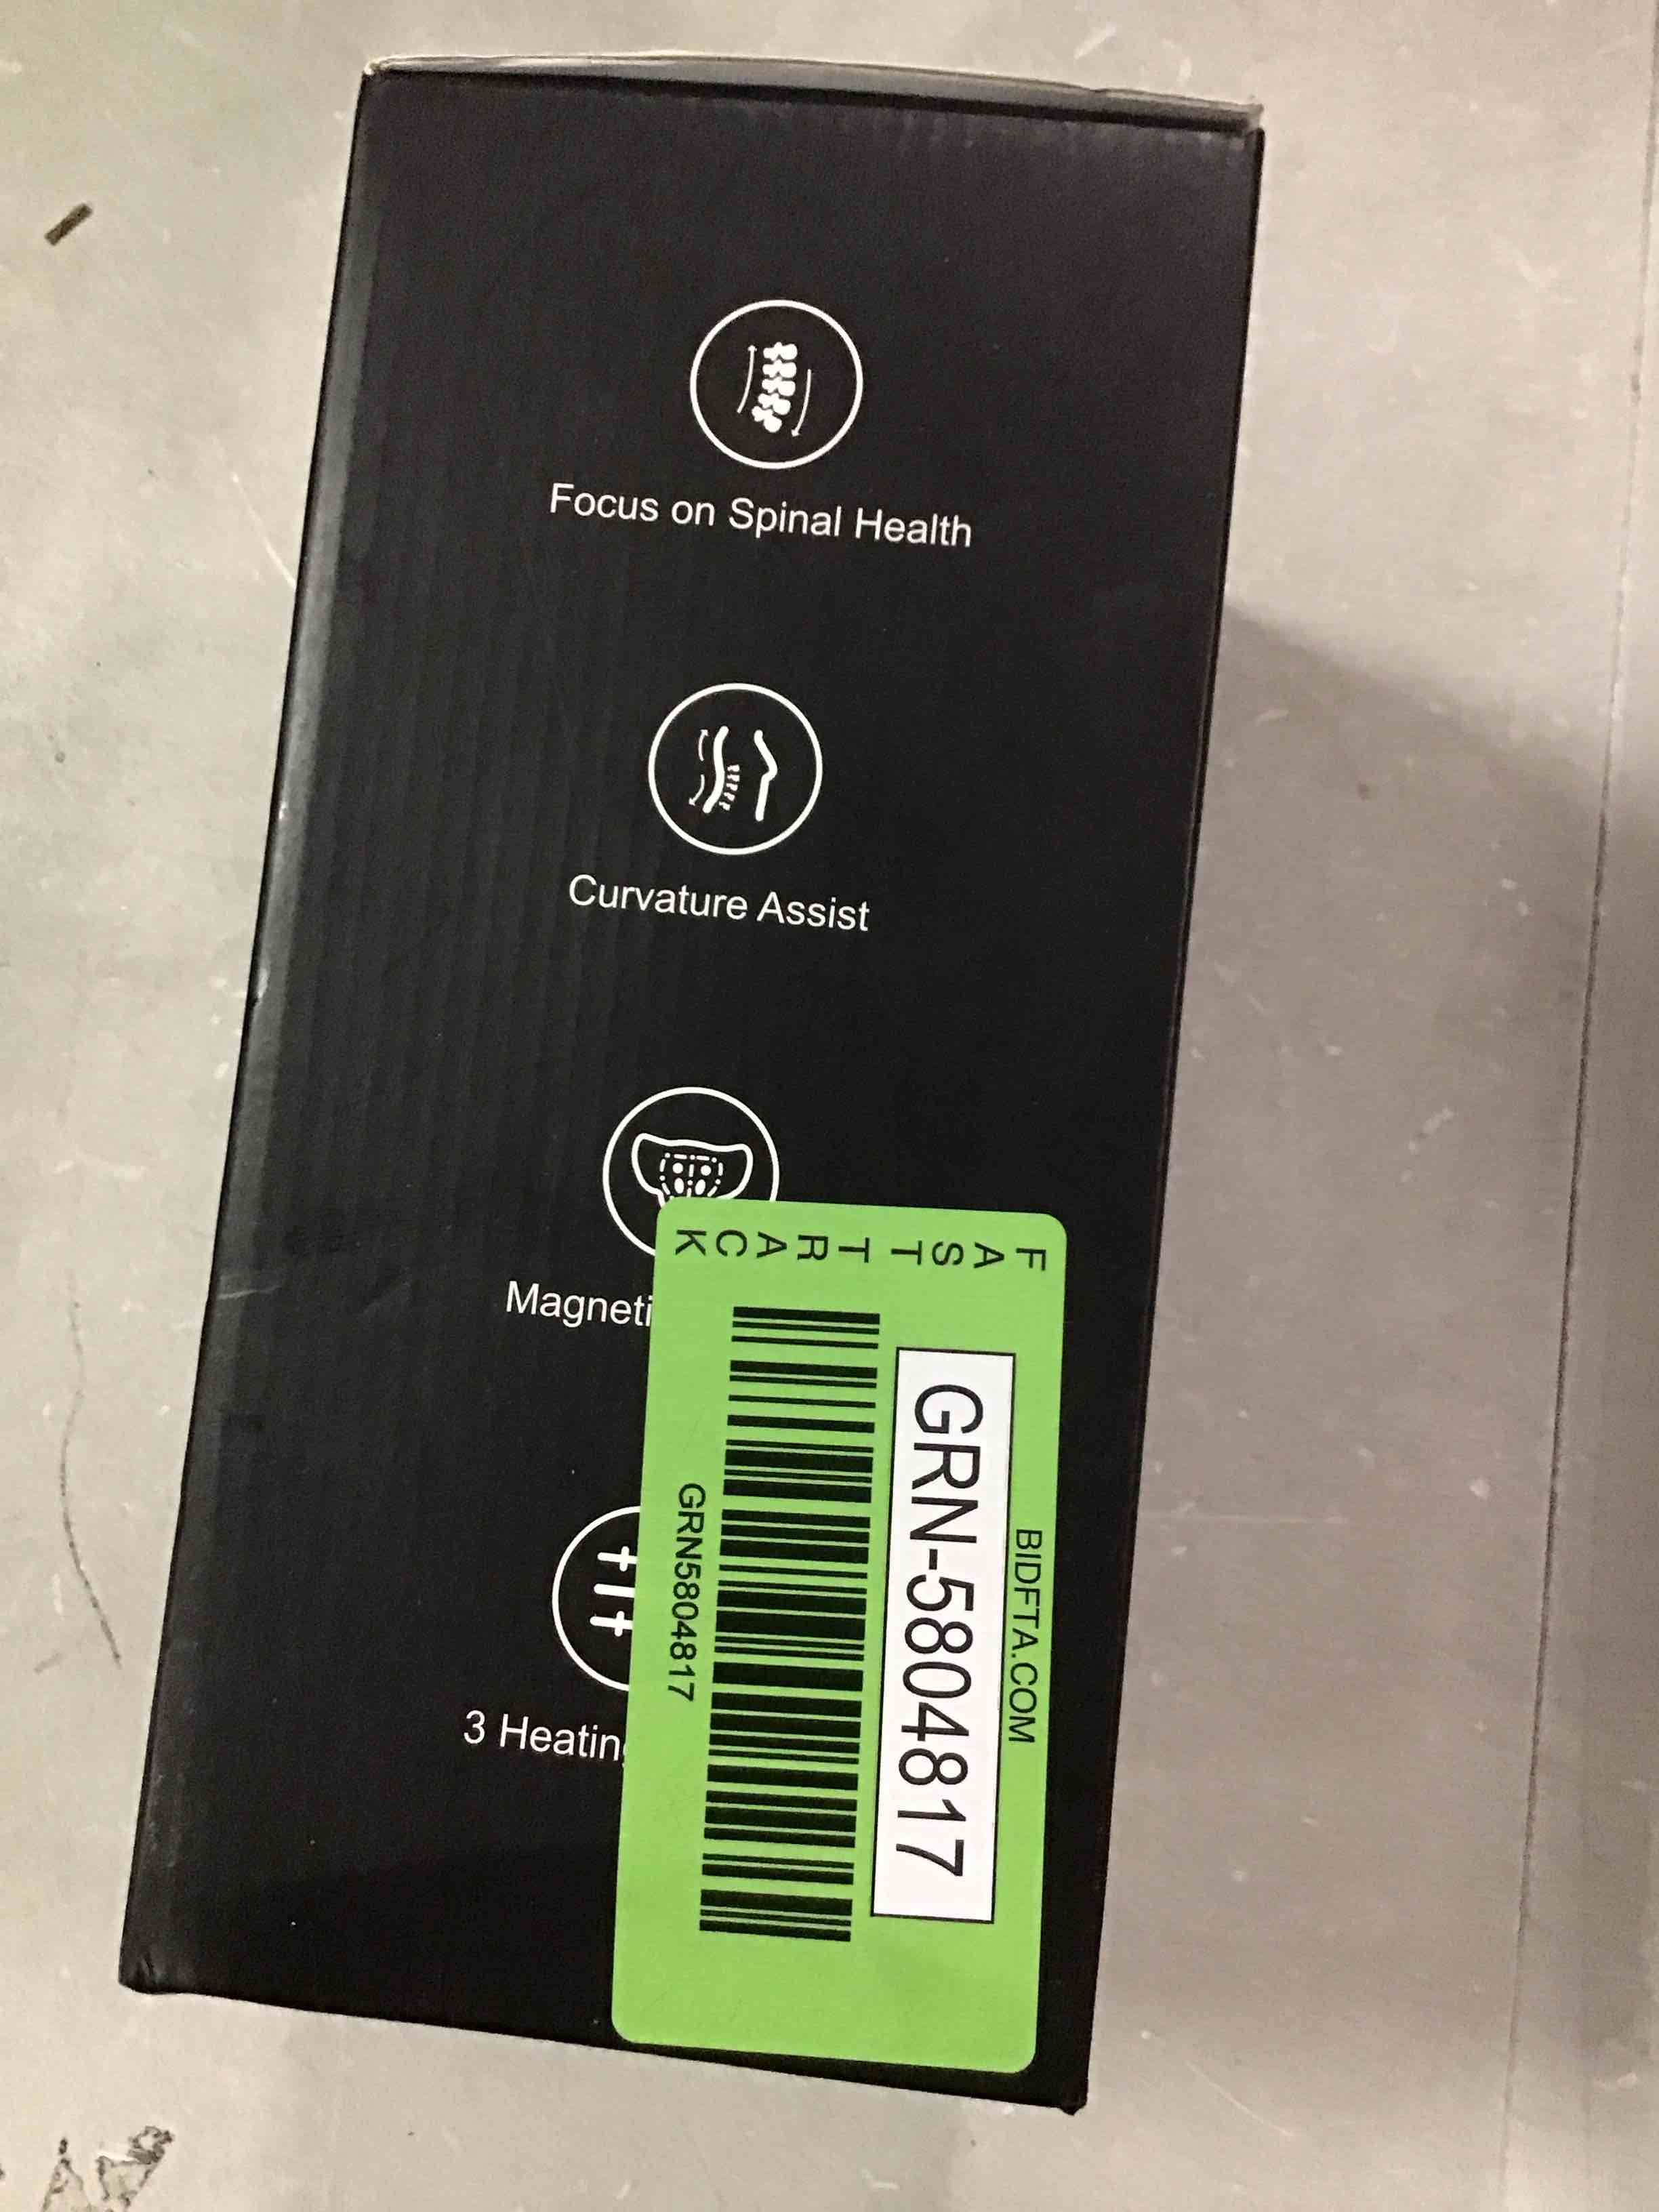 Focus on Spinal Health
Curvature Assist
Magneti
3 Heating
FAST TRACK
BIDFTA.COM
GRN-5804817
GRN5804817